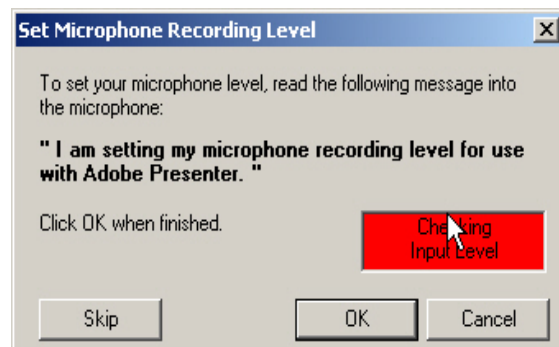 Set Microphone Recording Level
To set your microphone level, read the following message into
the microphone:
" I am setting my microphone recording level for use
with Adobe Presenter. "
Click OK when finished.
Checking
Input Level
Skip
OK
Cancel